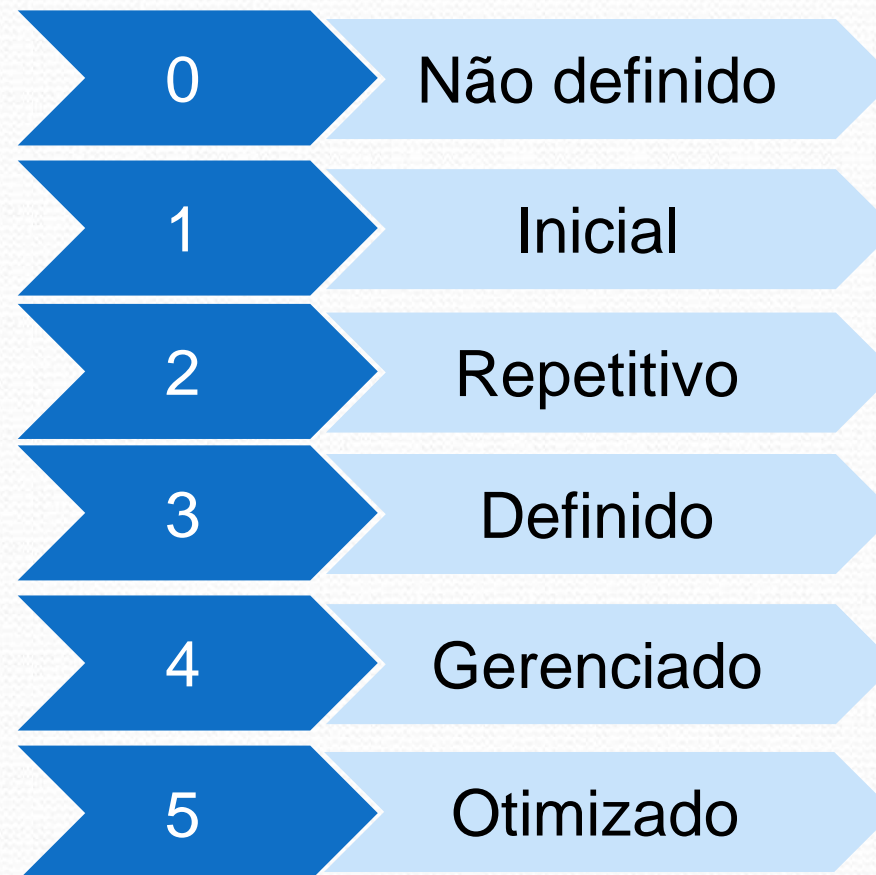 0 Não definido
1 Inicial
2 Repetitivo
3 Definido
4 Gerenciado
5 Otimizado